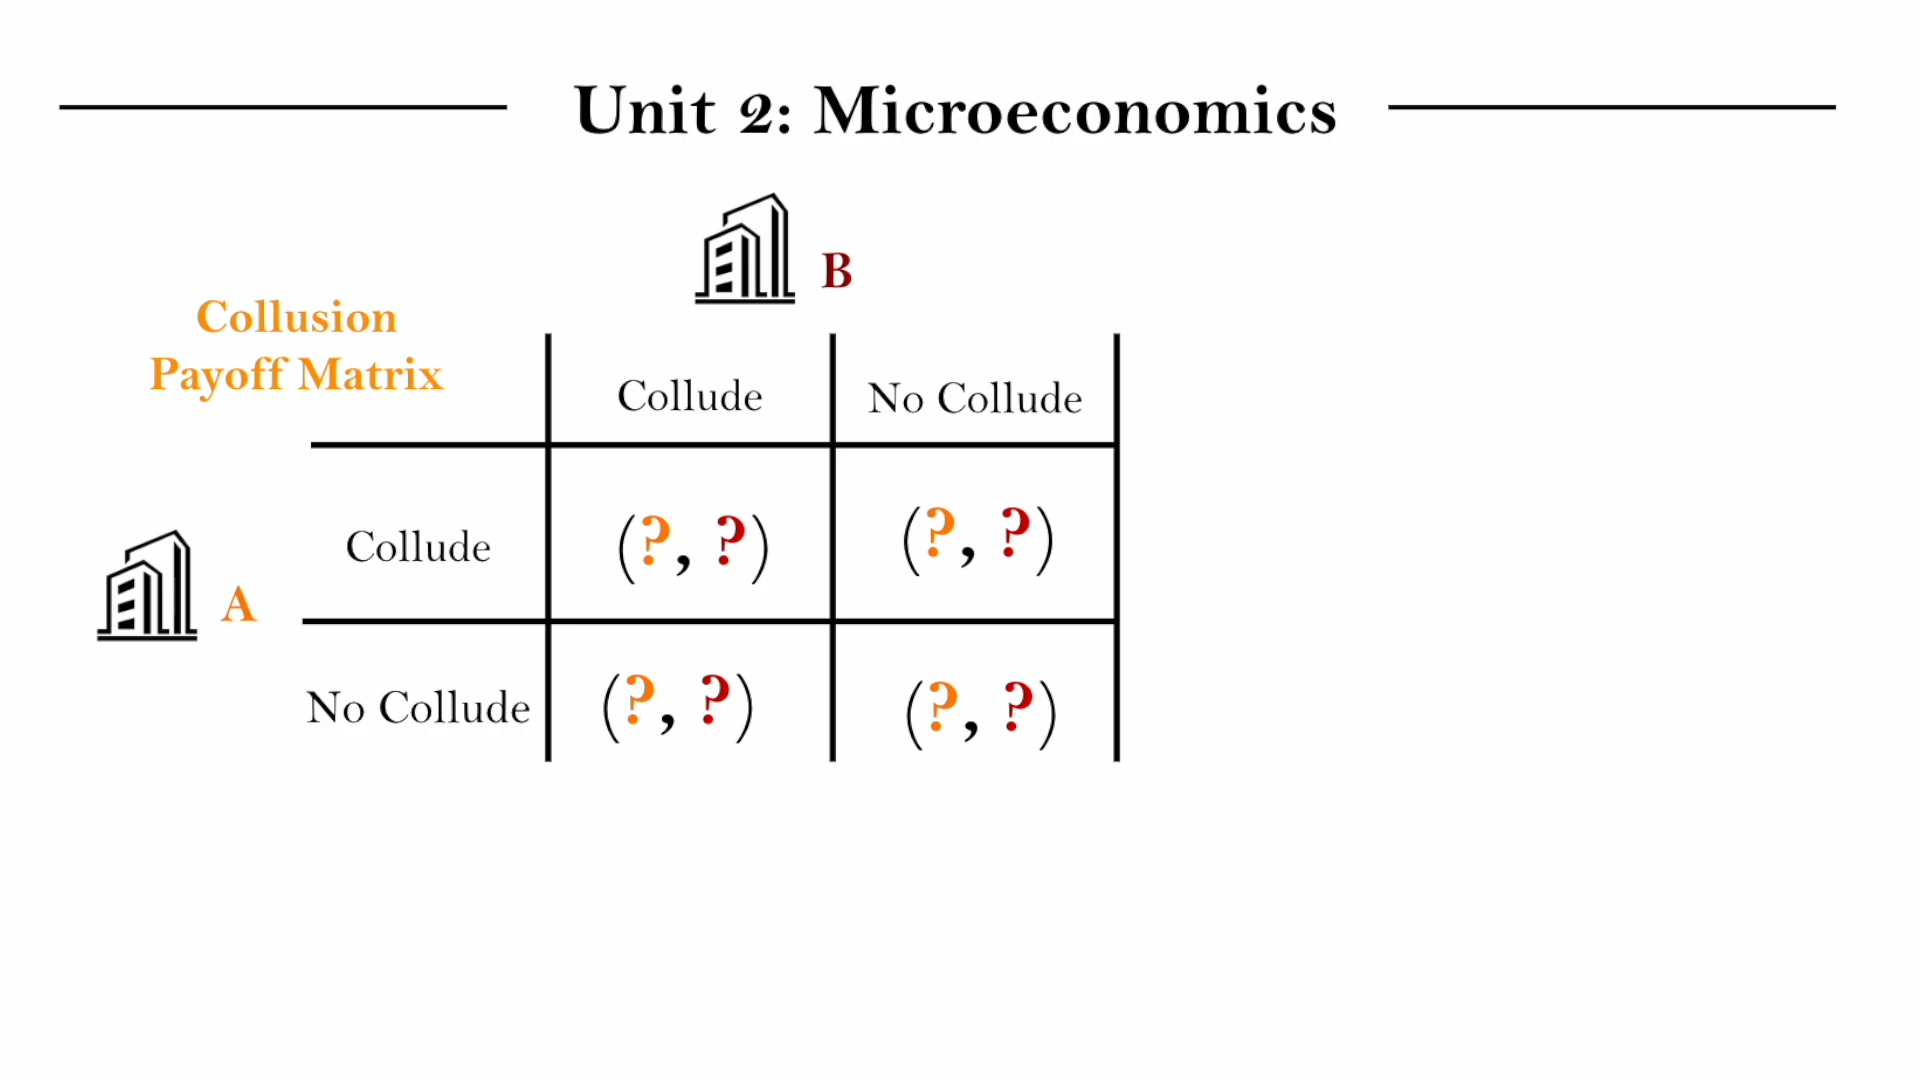 Unit 2: Microeconomics
B
Collusion
Payoff Matrix
Collude
No Collude
Collude
(?, ?)
(?, ?)
A
No Collude
(?, ?)
(?, ?)